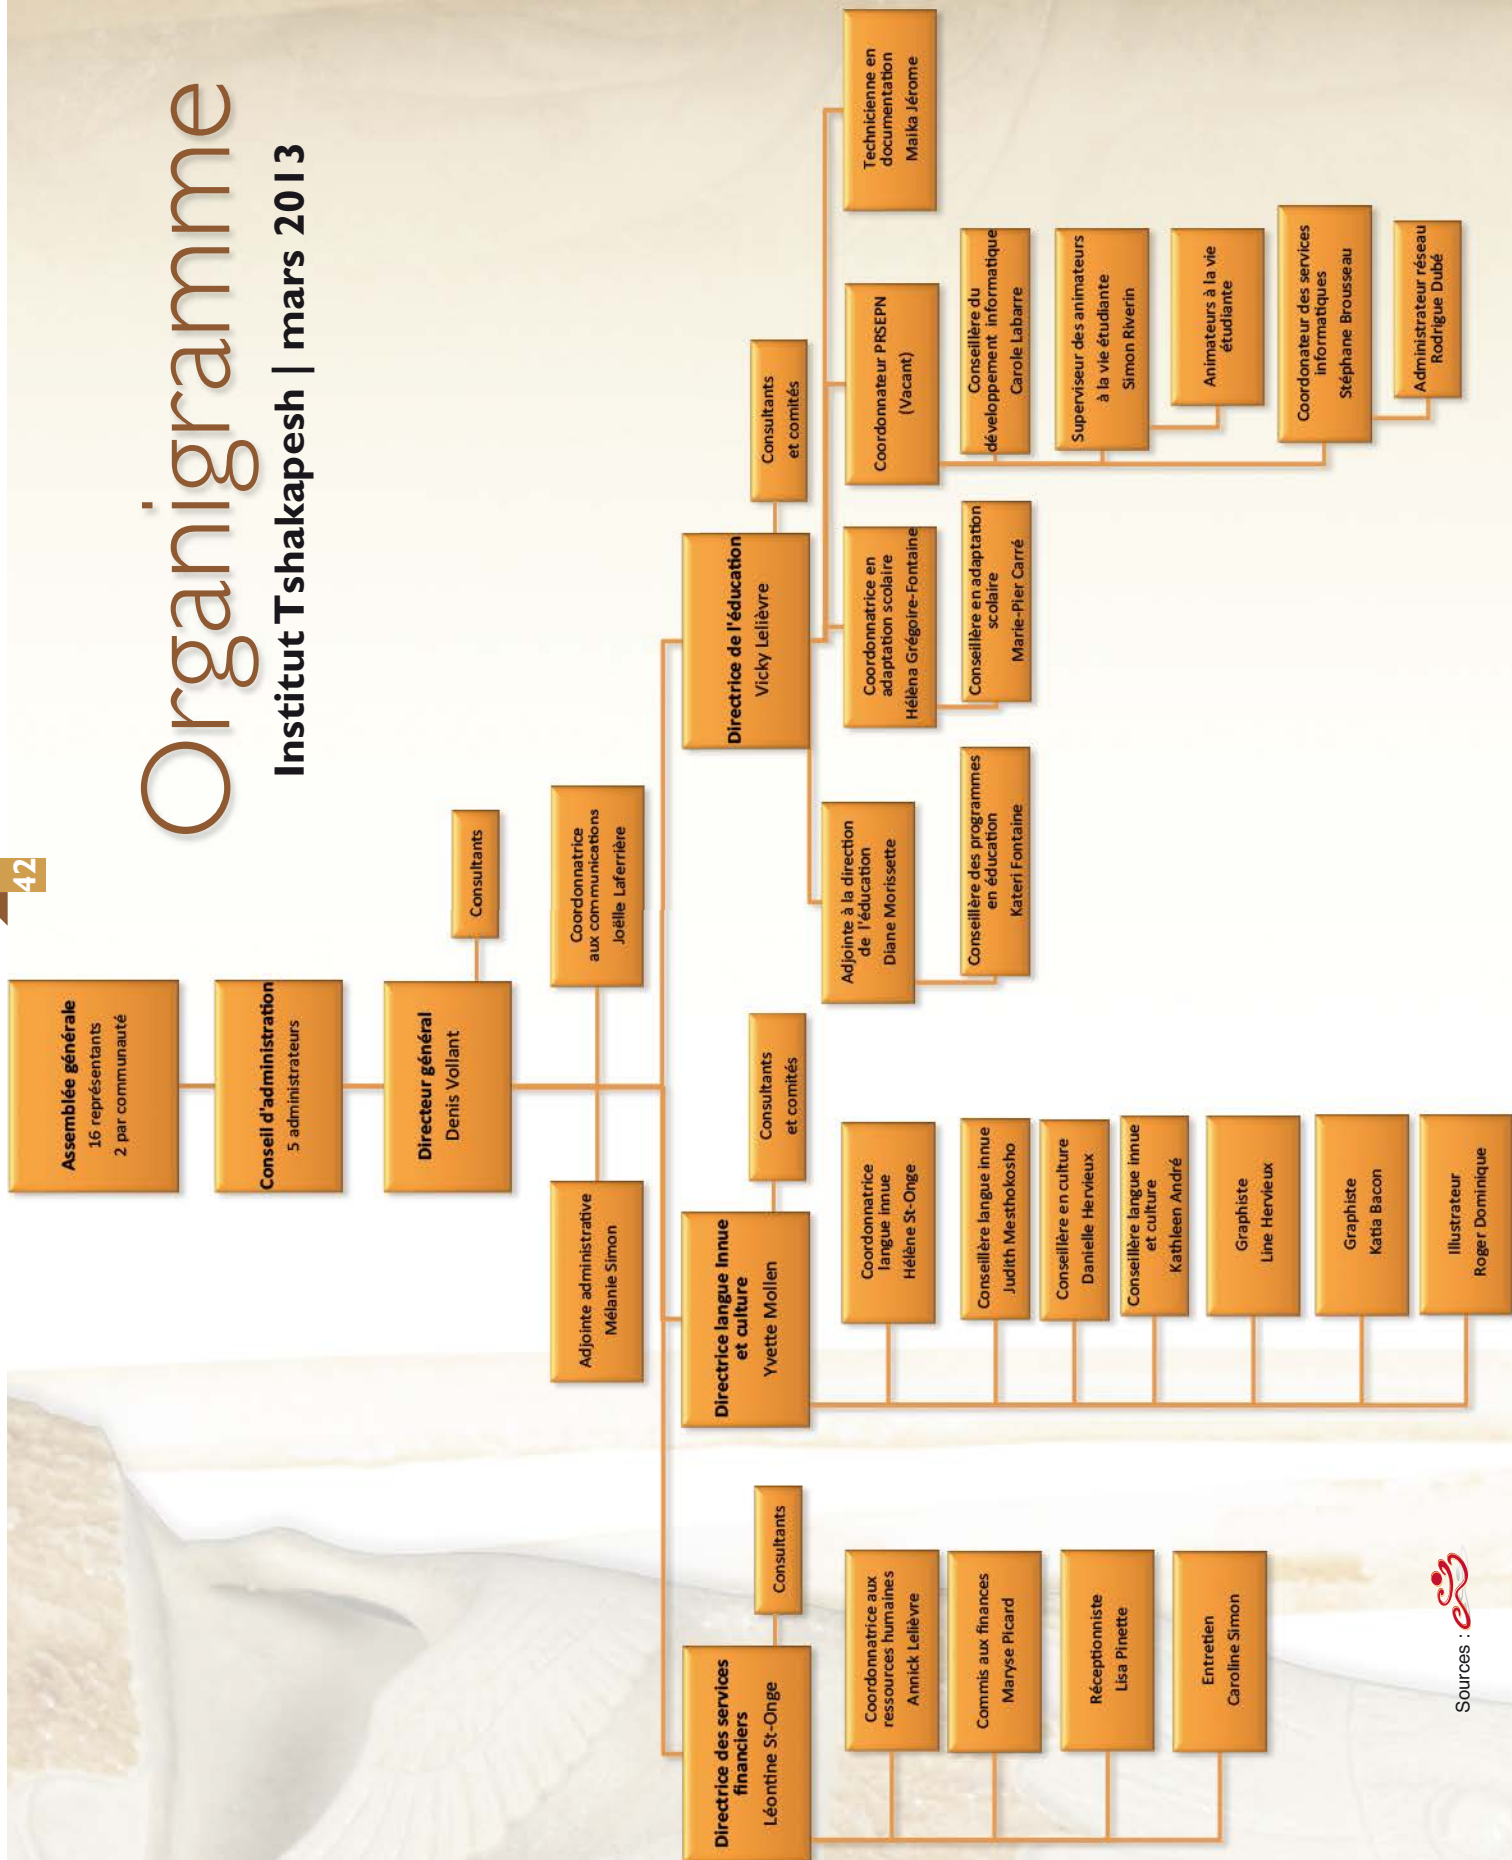 42
Organigramme
Institut Tshakapesh | mars 2013
Assemblée générale
16 représentants
2 par communauté
Conseil d'administration
5 administrateurs
Directeur général
Denis Vollant
Consultants
Adjointe administrative
Mélanie Simon
Coordonnatrice
aux communications
Joëlle Laferrière
Directrice des services
financiers
Léontine St-Onge
Consultants
Coordonnatrice aux
ressources humaines
Annick Lelièvre
Commis aux finances
Maryse Picard
Réceptionniste
Lisa Pinette
Entretien
Caroline Simon
Directrice langue Innue
et culture
Yvette Mollen
Consultants
et comités
Coordonnatrice
langue innue
Hélène St-Onge
Conseillère langue innue
Judith Mesthokosho
Conseillère en culture
Danielle Hervieux
Conseillère langue innue
et culture
Kathleen André
Graphiste
Line Hervieux
Graphiste
Katia Bacon
Illustrateur
Roger Dominique
Directrice de l'éducation
Vicky Lelièvre
Consultants
et comités
Adjointe à la direction
de l'éducation
Diane Morissette
Conseillère des programmes
en éducation
Kateri Fontaine
Coordonnatrice en
adaptation scolaire
Hélèna Grégoire-Fontaine
Conseillère en adaptation
scolaire
Marie-Pier Carré
Coordonnateur PRSEPN
(Vacant)
Conseillère du
développement informatique
Carole Labarre
Superviseur des animateurs
à la vie étudiante
Simon Riverin
Animateurs à la vie
étudiante
Coordonateur des services
informatiques
Stéphane Brousseau
Administrateur réseau
Rodrigue Dubé
Technicienne en
documentation
Maika Jérome
Sources :